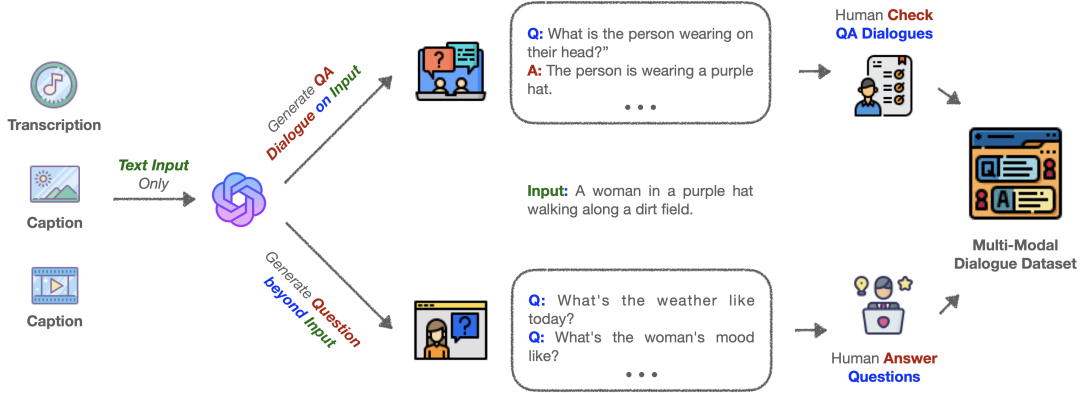 Transcription
Caption
Caption
Text Input
Only
Generate QA
Dialogue on Input
Generate Question
beyond Input
Q: What is the person wearing on
their head?”
A: The person is wearing a purple
hat.
Input: A woman in a purple hat
walking along a dirt field.
Q: What's the weather like
today?
Q: What's the woman's mood
like?
Human Check
QA Dialogues
Human Answer
Questions
Q
A
Multi-Modal
Dialogue Dataset